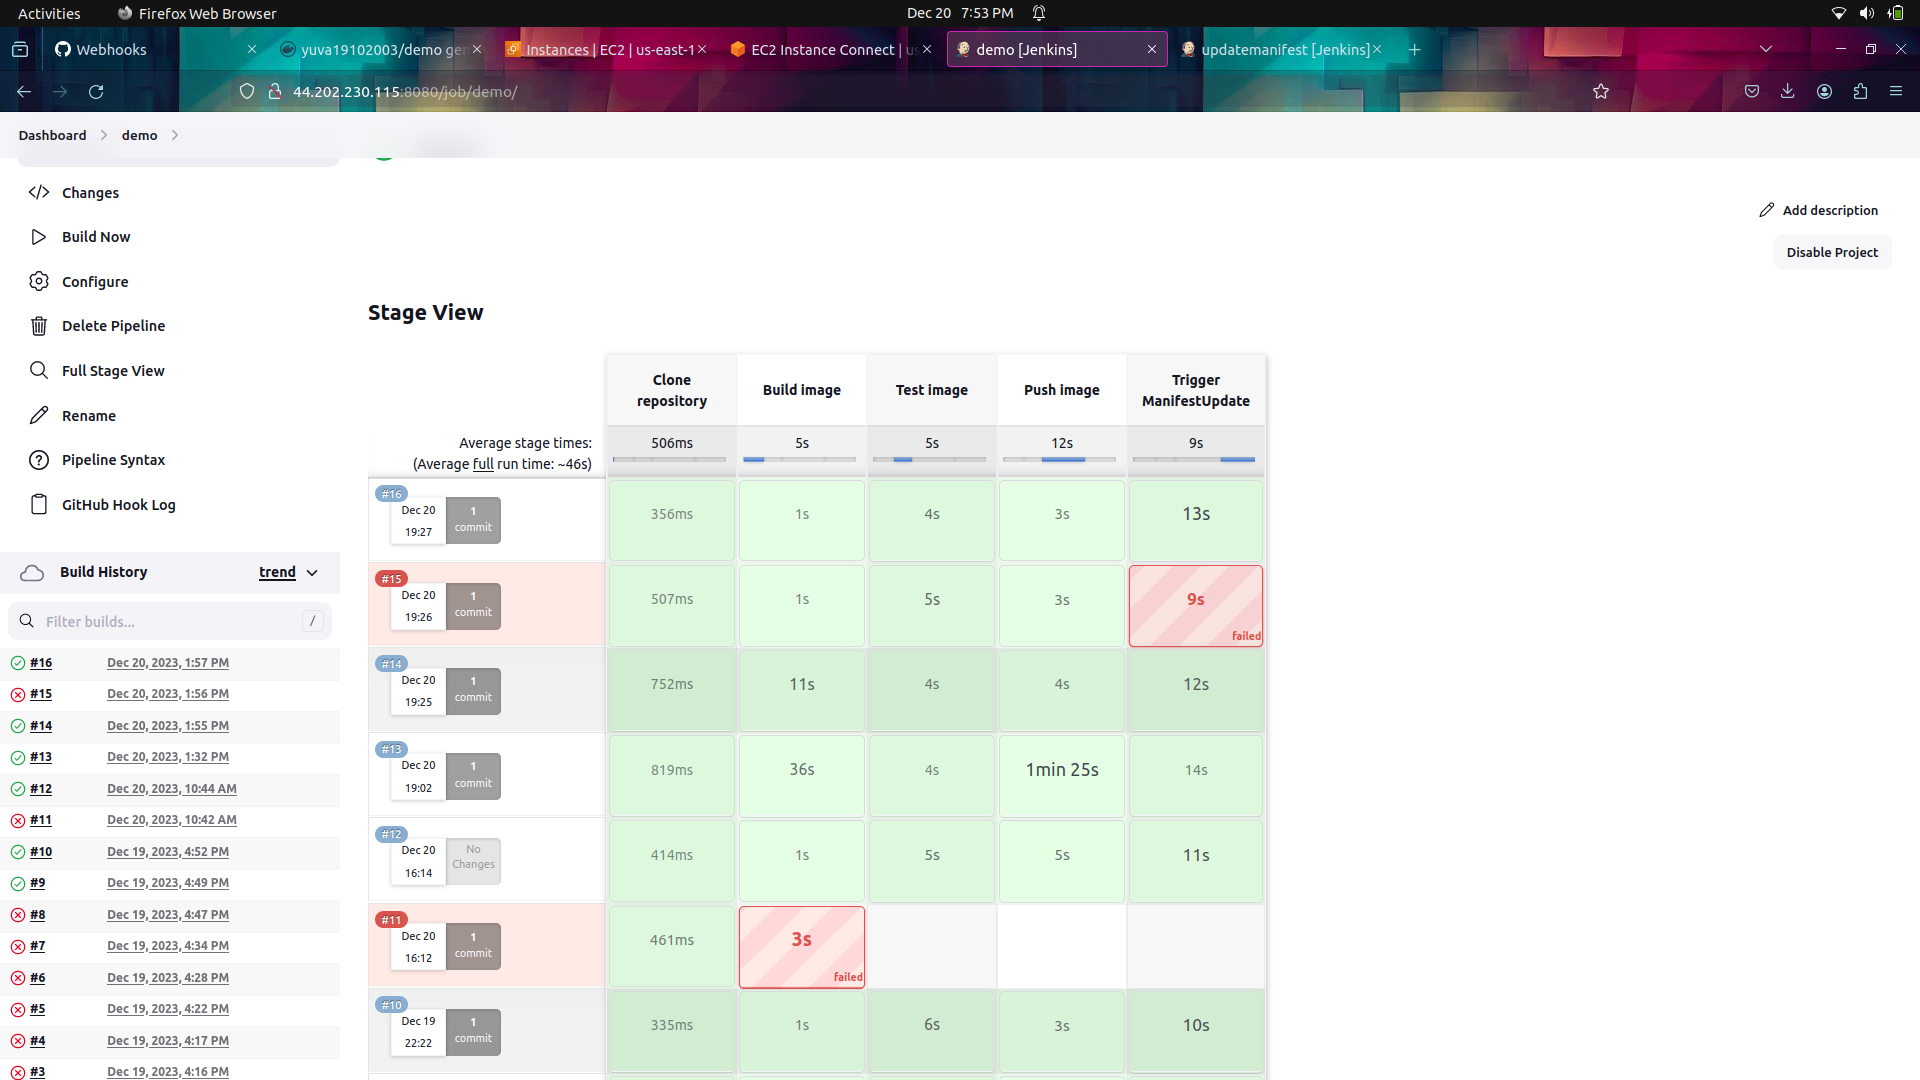 Activities
Firefox Web Browser
Dec 20 7:53 PM
Webhooks
yuva19102003/demo ger
Instances | EC2 | us-east-1
EC2 Instance Connect | us
demo [Jenkins]
updatemanifest [Jenkins]
44.202.230.115:8080/job/demo/
Dashboard
demo
Changes
Build Now
Configure
Delete Pipeline
Full Stage View
Rename
Pipeline Syntax
GitHub Hook Log
Build History
trend
Filter builds...
/
#16 Dec 20, 2023, 1:57 PM
#15 Dec 20, 2023, 1:56 PM
#14 Dec 20, 2023, 1:55 PM
#13 Dec 20, 2023, 1:32 PM
#12 Dec 20, 2023, 10:44 AM
#11 Dec 20, 2023, 10:42 AM
#10 Dec 19, 2023, 4:52 PM
#9 Dec 19, 2023, 4:49 PM
#8 Dec 19, 2023, 4:47 PM
#7 Dec 19, 2023, 4:34 PM
#6 Dec 19, 2023, 4:28 PM
#5 Dec 19, 2023, 4:22 PM
#4 Dec 19, 2023, 4:17 PM
#3 Dec 19, 2023, 4:16 PM
Add description
Disable Project
Stage View
Clone
repository
Build image
Test image
Push image
Trigger
ManifestUpdate
Average stage times:
(Average full run time: ~46s)
506ms
5s
5s
12s
9s
#16
Dec 20
19:27
1
commit
356ms
1s
4s
3s
13s
#15
Dec 20
19:26
1
commit
507ms
1s
5s
3s
9s
failed
#14
Dec 20
19:25
1
commit
752ms
11s
4s
4s
12s
#13
Dec 20
19:02
1
commit
819ms
36s
4s
1min 25s
14s
#12
Dec 20
16:14
No
Changes
414ms
1s
5s
5s
11s
#11
Dec 20
16:12
1
commit
461ms
3s
failed
#10
Dec 19
22:22
1
commit
335ms
1s
6s
3s
10s